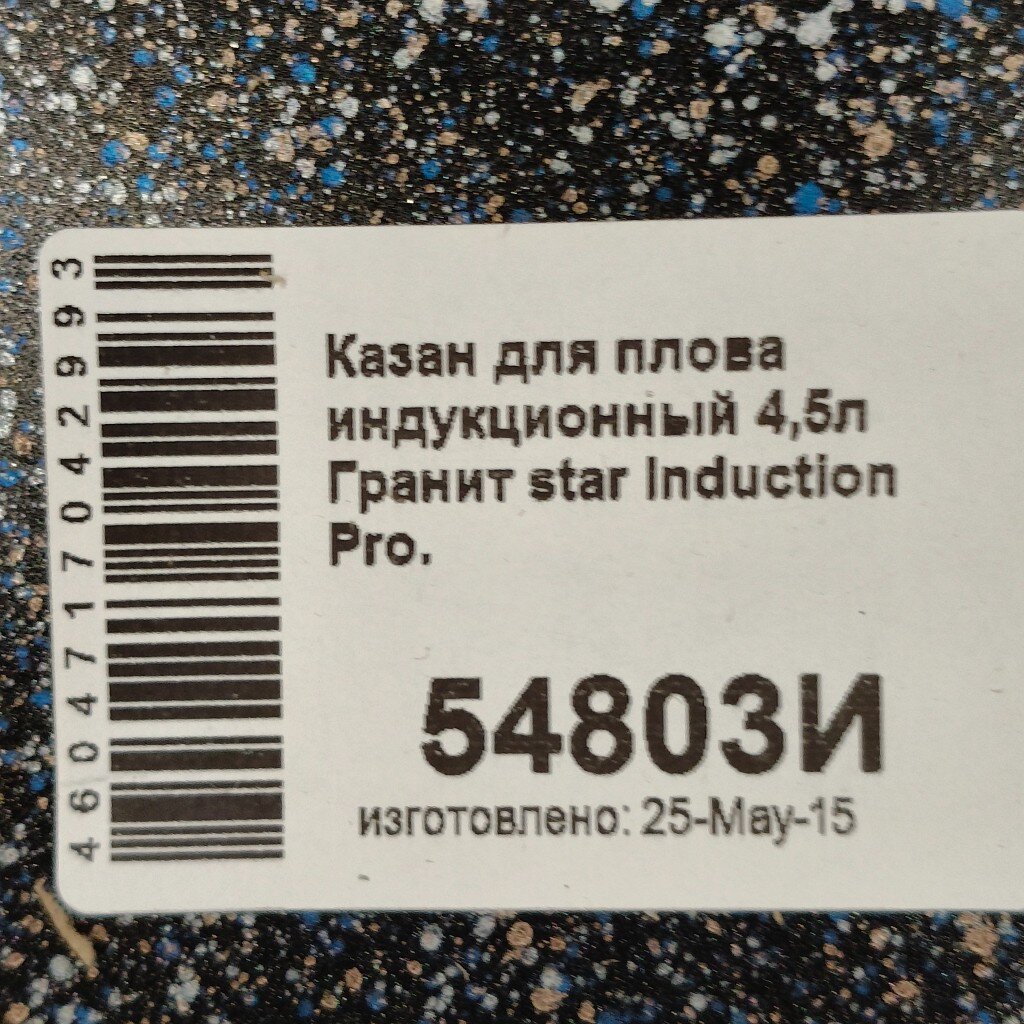 4604717042993
Казан для плова
индукционный 4,5л
Гранит star Induction
Pro.
54803И
изготовлено: 25-May-15